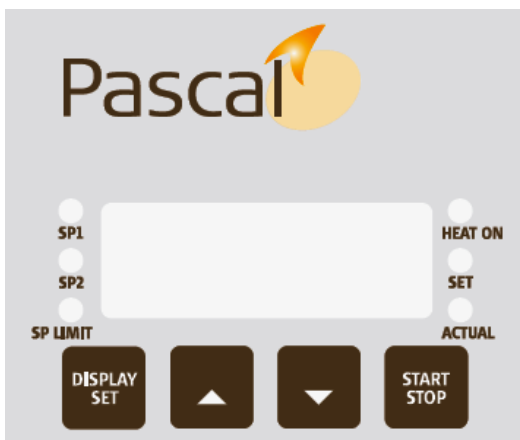 Pascal
SP1
HEAT ON
SP2
SET
SP LIMIT
ACTUAL
DISPLAY
SET
START
STOP